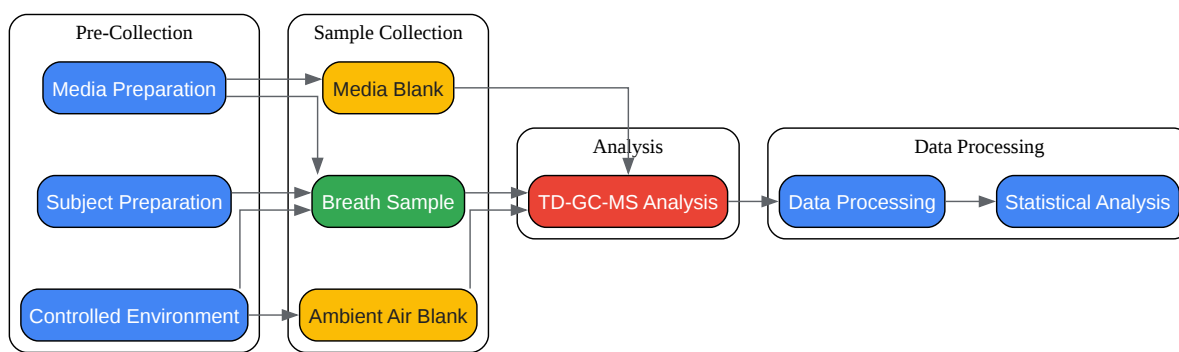 Pre-Collection
Media Preparation
Subject Preparation
Controlled Environment
Sample Collection
Media Blank
Breath Sample
Ambient Air Blank
Analysis
TD-GC-MS Analysis
Data Processing
Data Processing
Statistical Analysis